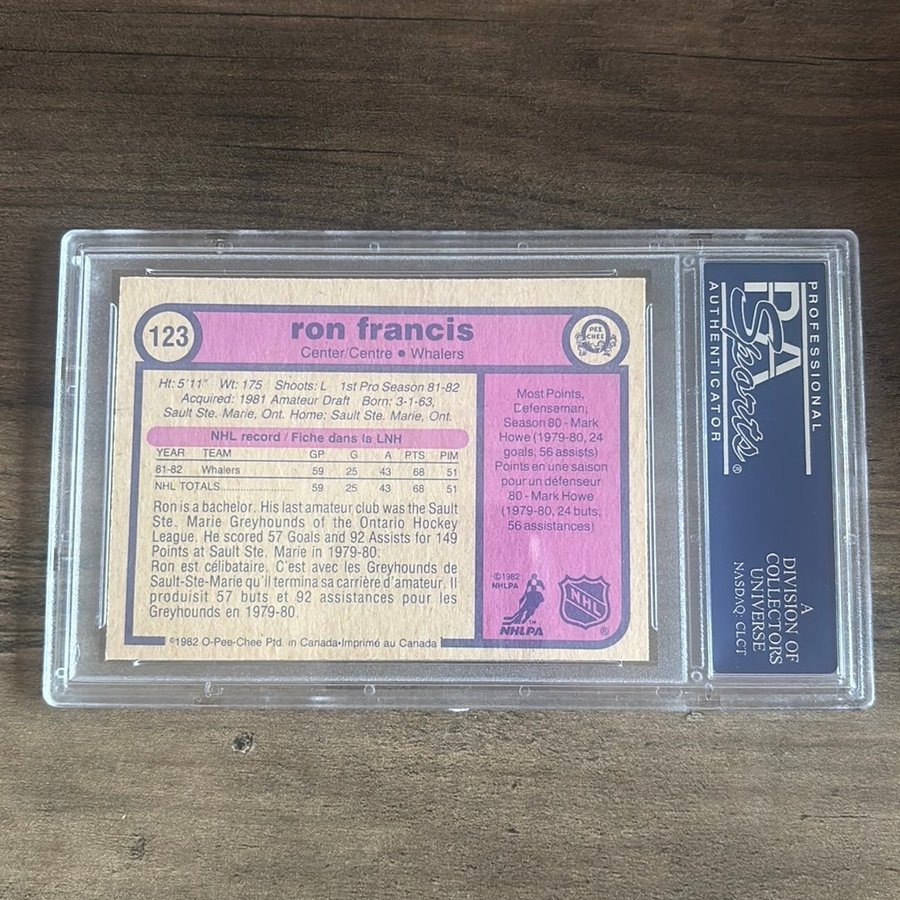 123
ron francis
Center/Centre • Whalers
PEE
CHEE
Ht: 5'11" Wt: 175 Shoots: L 1st Pro Season 81-82
Acquired: 1981 Amateur Draft Born: 3-1-63,
Sault Ste. Marie, Ont. Home: Sault Ste. Marie, Ont.
NHL record / Fiche dans la LNH
YEAR TEAM GP G A PTS PIM
81-82 Whalers 59 25 43 68 51
NHL TOTALS 59 25 43 68 51
Ron is a bachelor. His last amateur club was the Sault
Ste. Marie Greyhounds of the Ontario Hockey
League. He scored 57 Goals and 92 Assists for 149
Points at Sault Ste. Marie in 1979-80.
Ron est célibataire. C'est avec les Greyhounds de
Sault-Ste-Marie qu'il termina sa carrière d'amateur. Il
produisit 57 buts et 92 assistances pour les
Greyhounds en 1979-80.
Most Points,
Defenseman,
Season 80 - Mark
Howe (1979-80, 24
goals, 56 assists)
Points en une saison
pour un défenseur
80 - Mark Howe
(1979-80, 24 buts,
56 assistances)
©1982
NHLPA
NHLPA™
NHL
®
©1982 O-Pee-Chee Ptd. in Canada•Imprimé au Canada
PROFESSIONAL
PSA
Sports®
AUTHENTICATOR
A
DIVISION OF
COLLECTORS
UNIVERSE
NASDAQ: CLCT